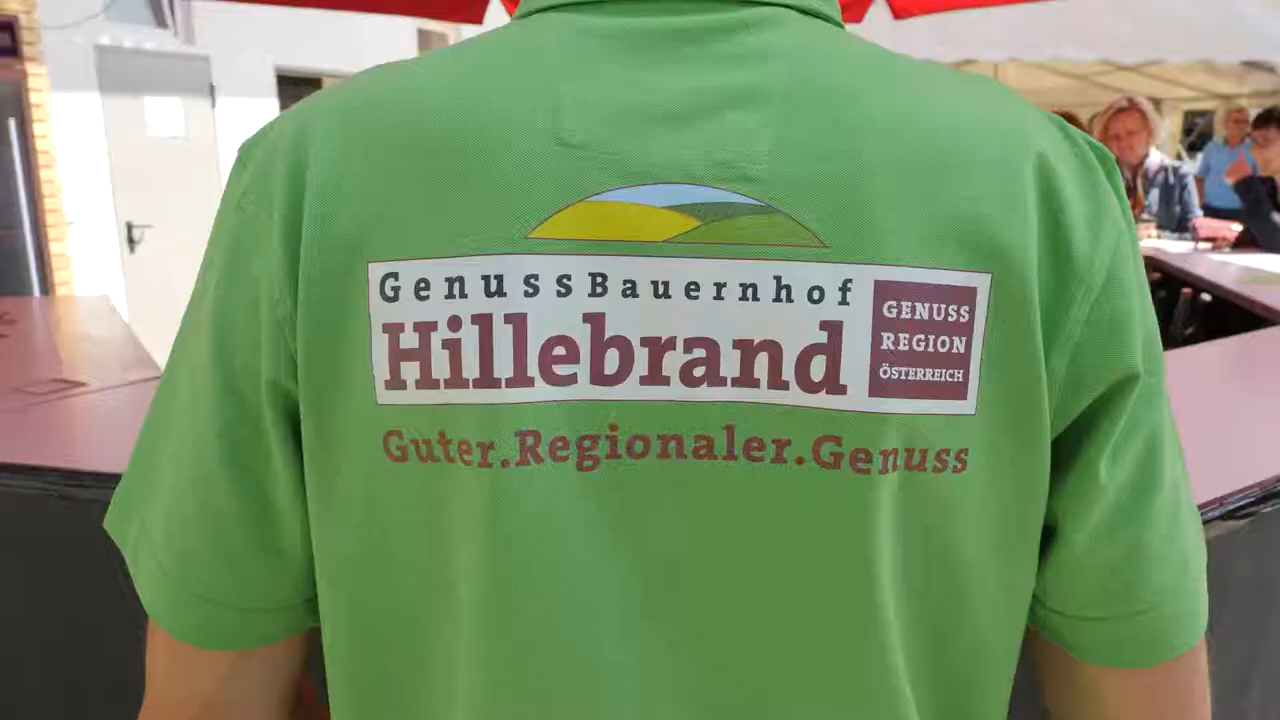 GenussBauernhof
Hillebrand
GENUSS
REGION
ÖSTERREICH
Guter.Regionaler.Genuss